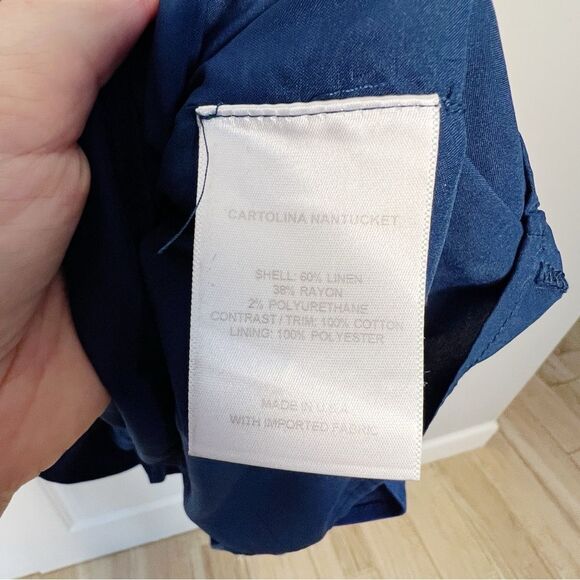 CARTOLINA NANTUCKET
SHELL: 60% LINEN
38% RAYON
2% POLYURETHANE
CONTRAST / TRIM: 100% COTTON
LINING: 100% POLYESTER
MADE IN U.S.A
WITH IMPORTED FABRIC